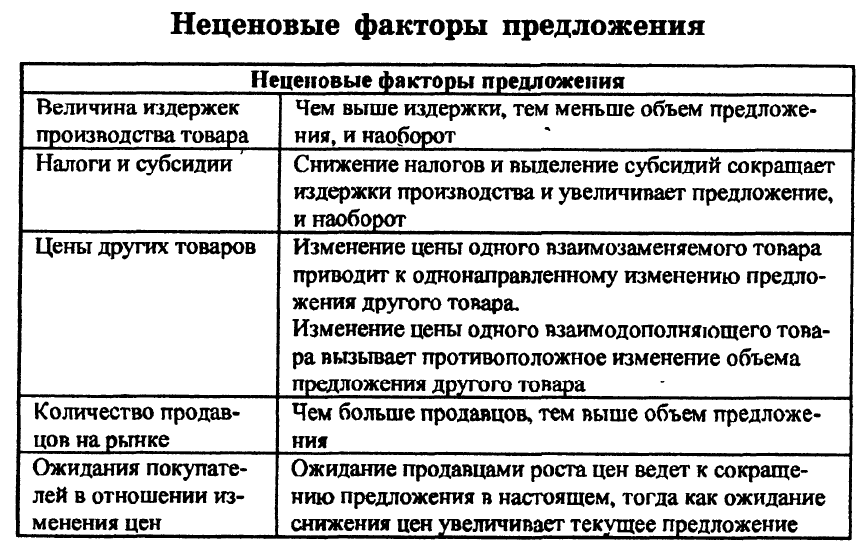 Неценовые факторы предложения
Неценовые факторы предложения
Величина издержек
производства товара
Чем выше издержки, тем меньше объем предложе-
ния, и наоборот
Налоги и субсидии
Снижение налогов и выделение субсидий сокращает
издержки производства и увеличивает предложение,
и наоборот
Цены других товаров
Изменение цены одного взаимозаменяемого товара
приводит к однонаправленному изменению предло-
жения другого товара.
Изменение цены одного взаимодополняющего това-
ра вызывает противоположное изменение объема
предложения другого товара
Количество продав-
цов на рынке
Чем больше продавцов, тем выше объем предложе-
ния
Ожидания покупате-
лей в отношении из-
менения цен
Ожидание продавцами роста цен ведет к сокраще-
нию предложения в настоящем, тогда как ожидание
снижения цен увеличивает текущее предложение